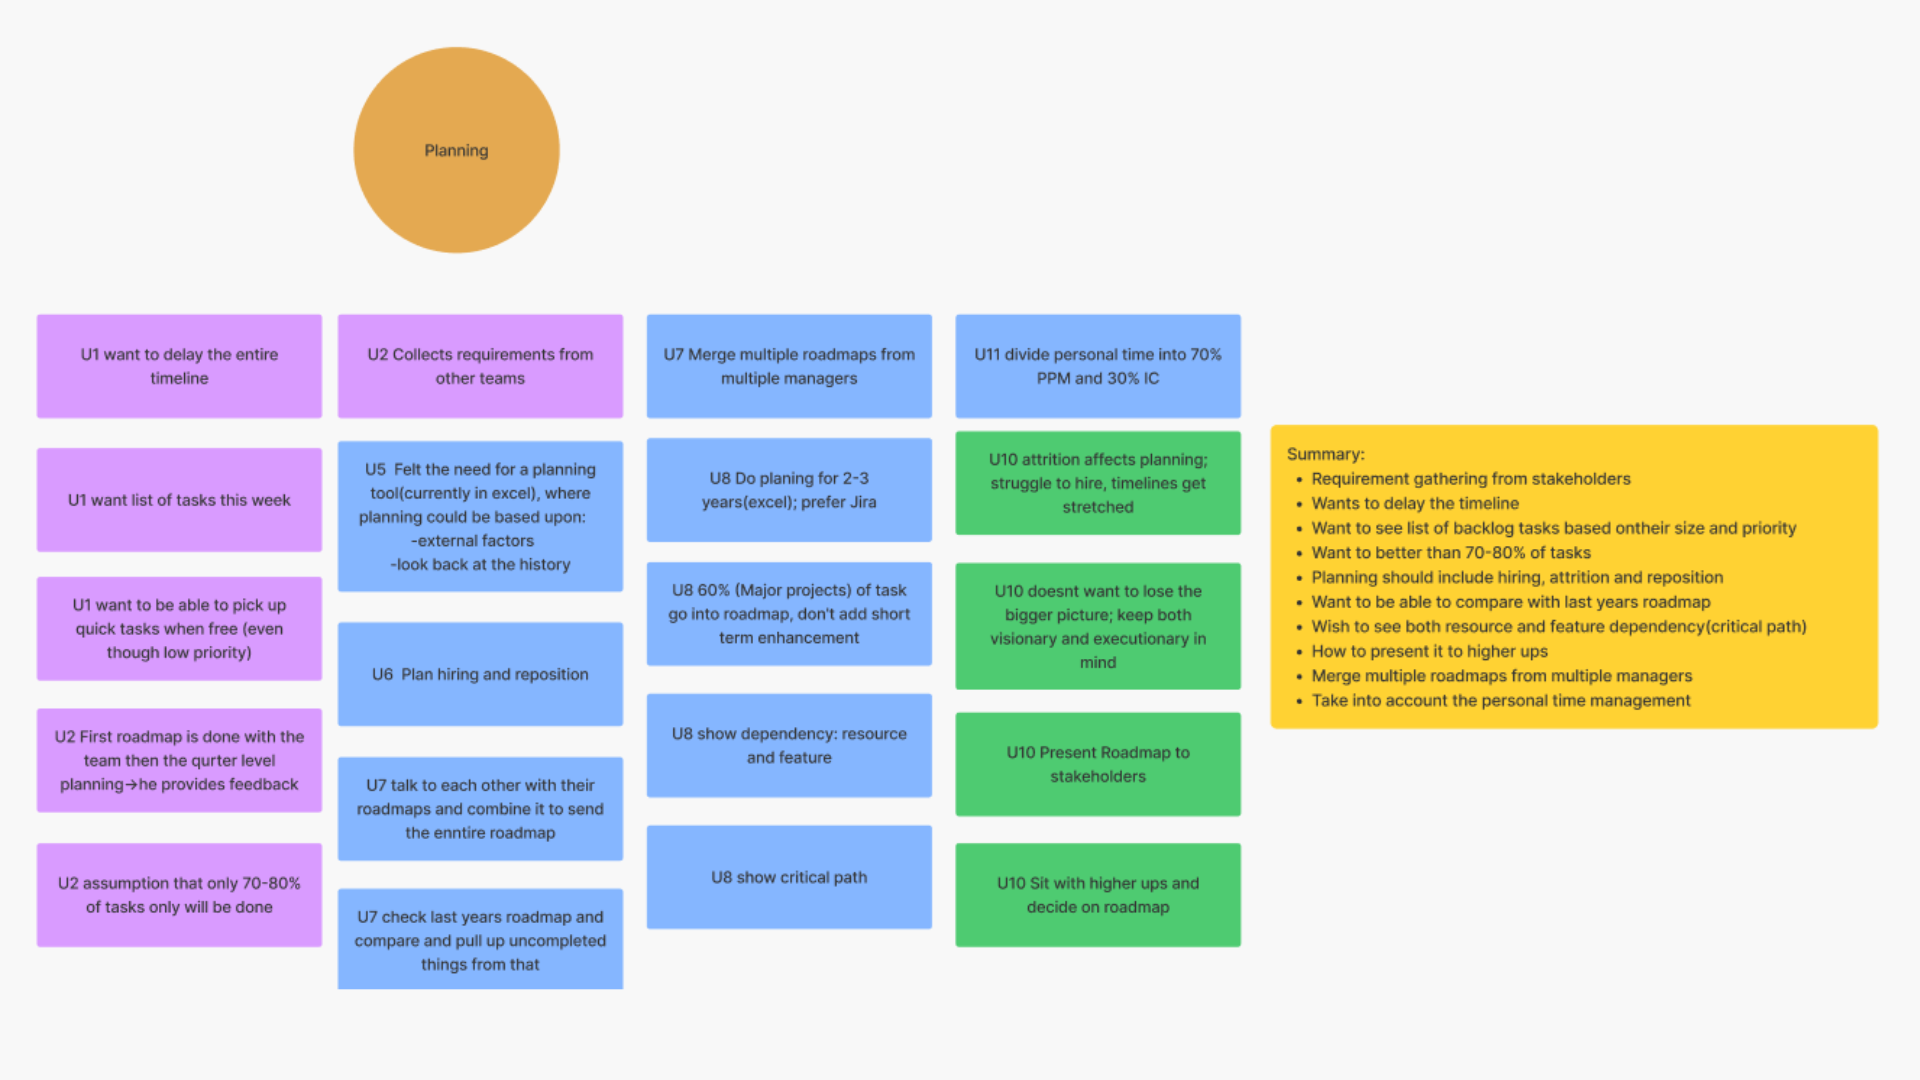 Planning
U1 want to delay the entire
timeline
U1 want list of tasks this week
U1 want to be able to pick up
quick tasks when free (even
though low priority)
U2 First roadmap is done with the
team then the qurter level
planning→he provides feedback
U2 assumption that only 70-80%
of tasks only will be done
U2 Collects requirements from
other teams
U5 Felt the need for a planning
tool(currently in excel), where
planning could be based upon:
-external factors
-look back at the history
U6 Plan hiring and reposition
U7 talk to each other with their
roadmaps and combine it to send
the enntire roadmap
U7 check last years roadmap and
compare and pull up uncompleted
things from that
U7 Merge multiple roadmaps from
multiple managers
U8 Do planing for 2-3
years(excel); prefer Jira
U8 60% (Major projects) of task
go into roadmap, don't add short
term enhancement
U8 show dependency: resource
and feature
U8 show critical path
U11 divide personal time into 70%
PPM and 30% IC
U10 attrition affects planning;
struggle to hire, timelines get
stretched
U10 doesnt want to lose the
bigger picture; keep both
visionary and executionary in
mind
U10 Present Roadmap to
stakeholders
U10 Sit with higher ups and
decide on roadmap
Summary:
• Requirement gathering from stakeholders
• Wants to delay the timeline
• Want to see list of backlog tasks based ontheir size and priority
• Want to better than 70-80% of tasks
• Planning should include hiring, attrition and reposition
• Want to be able to compare with last years roadmap
• Wish to see both resource and feature dependency(critical path)
• How to present it to higher ups
• Merge multiple roadmaps from multiple managers
• Take into account the personal time management